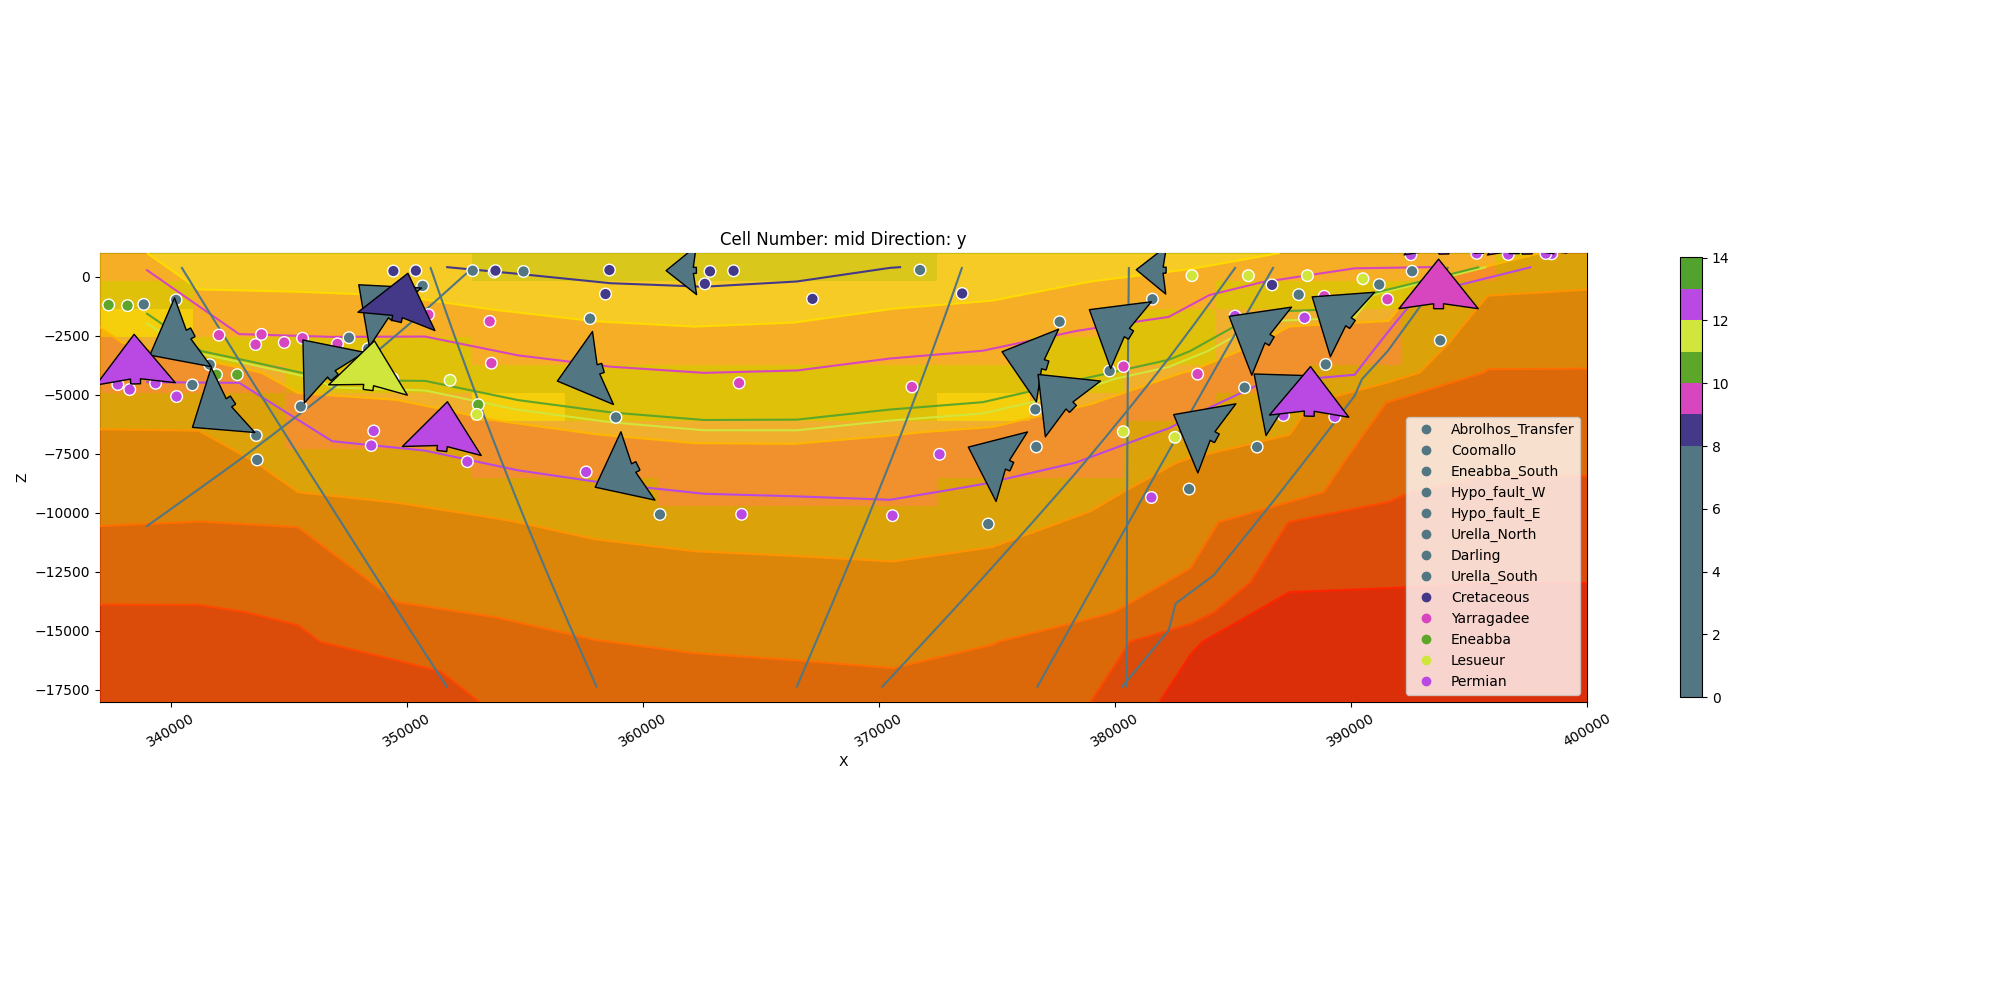 Cell Number: mid Direction: y
Z
0
−2500
−5000
−7500
−10000
−12500
−15000
−17500
340000
350000
360000
370000
380000
390000
400000
X
Abrolhos_Transfer
Coomallo
Eneabba_South
Hypo_fault_W
Hypo_fault_E
Urella_North
Darling
Urella_South
Cretaceous
Yarragadee
Eneabba
Lesueur
Permian
14
12
10
8
6
4
2
0